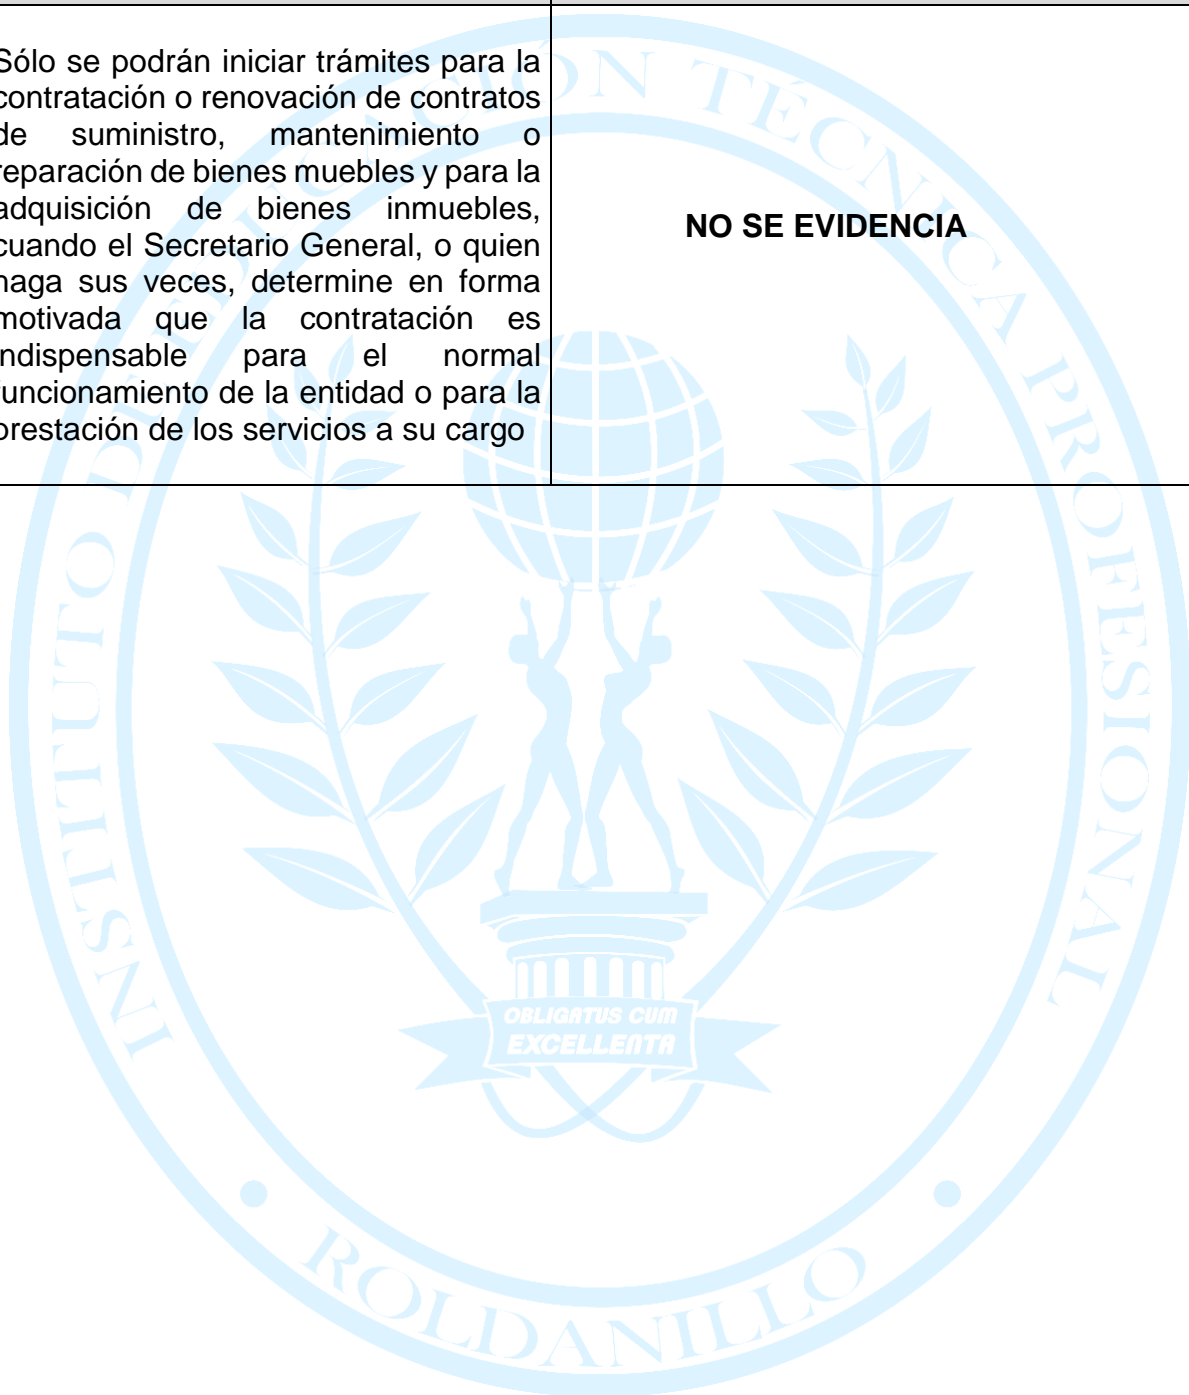 Sólo se podrán iniciar trámites para la
contratación o renovación de contratos
de suministro, mantenimiento o
reparación de bienes muebles y para la
adquisición de bienes inmuebles,
cuando el Secretario General, o quien
haga sus veces, determine en forma
motivada que la contratación es
indispensable para el normal
funcionamiento de la entidad o para la
prestación de los servicios a su cargo
NO SE EVIDENCIA
INSTITUTO DE EDUCACIÓN TÉCNICA PROFESIONAL
OBLIGATUS CUM
EXCELLENTA
• ROLDANILLO •